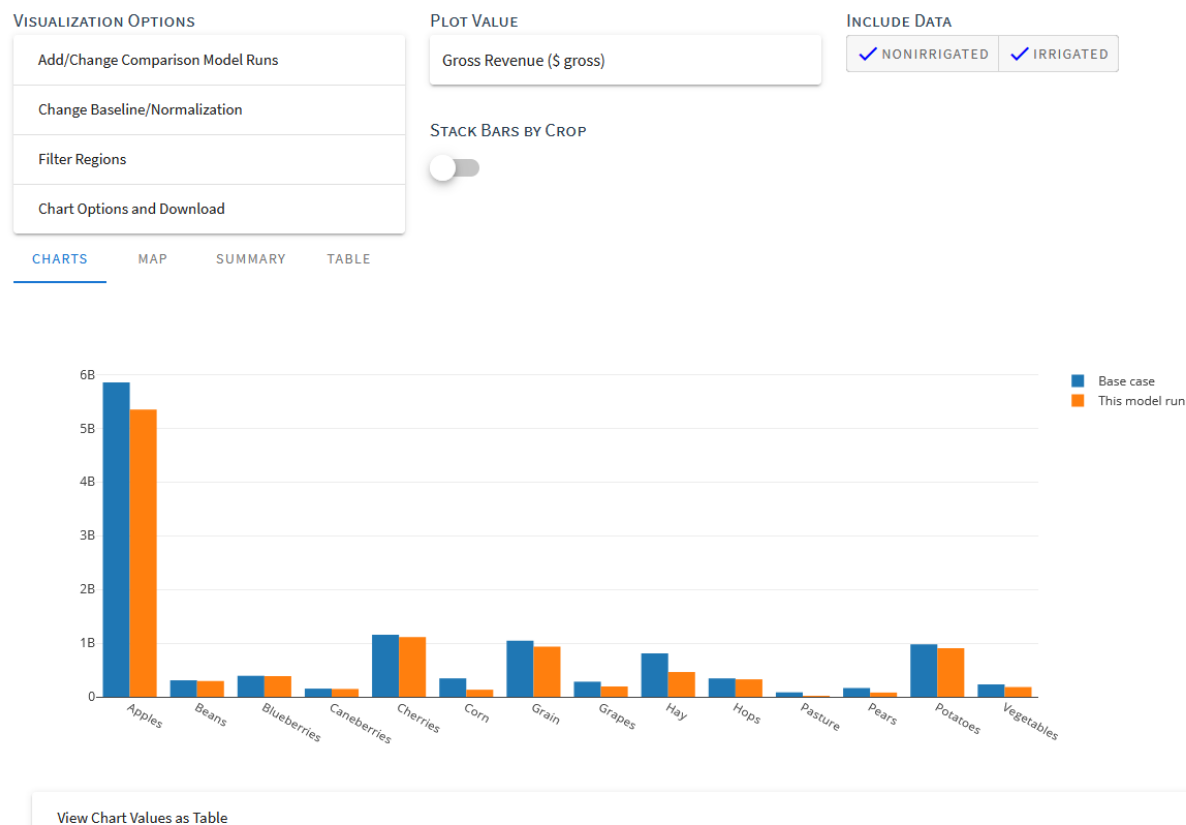 Visualization Options
Add/Change Comparison Model Runs
Change Baseline/Normalization
Filter Regions
Chart Options and Download
Plot Value
Gross Revenue ($ gross)
Stack Bars by Crop
Include Data
NONIRRIGATED IRRIGATED
CHARTS MAP SUMMARY TABLE
6B
5B
4B
3B
2B
1B
0
Apples Beans Blueberries Caneberries Cherries Corn Grain Grapes Hay Hops Pasture Pears Potatoes Vegetables
Base case
This model run
View Chart Values as Table